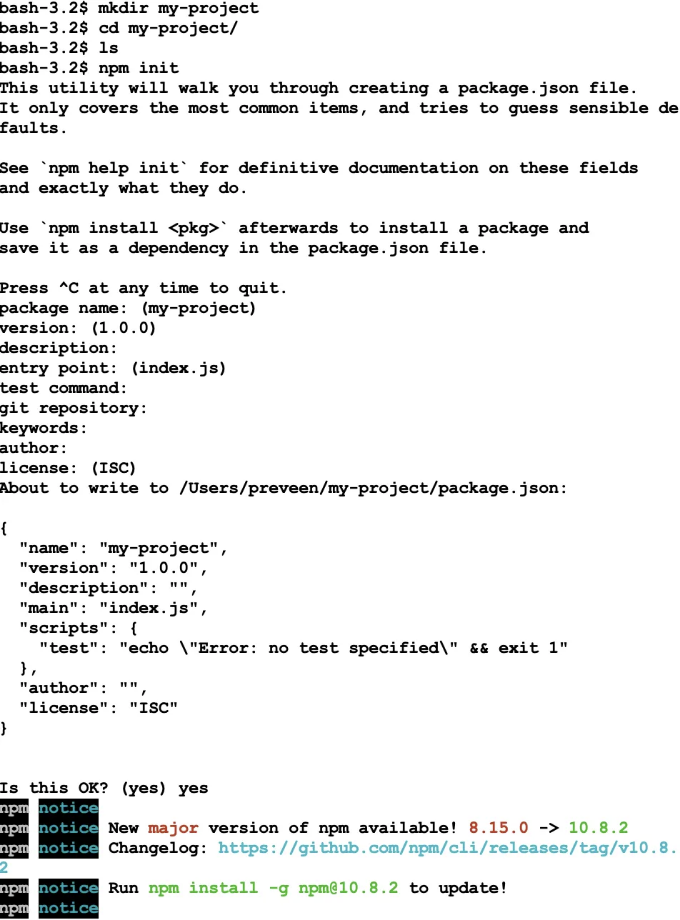 bash-3.2$ mkdir my-project
bash-3.2$ cd my-project/
bash-3.2$ ls
bash-3.2$ npm init
This utility will walk you through creating a package.json file.
It only covers the most common items, and tries to guess sensible de
faults.

See `npm help init` for definitive documentation on these fields
and exactly what they do.

Use `npm install <pkg>` afterwards to install a package and
save it as a dependency in the package.json file.

Press ^C at any time to quit.
package name: (my-project)
version: (1.0.0)
description:
entry point: (index.js)
test command:
git repository:
keywords:
author:
license: (ISC)
About to write to /Users/preveen/my-project/package.json:

{
  "name": "my-project",
  "version": "1.0.0",
  "description": "",
  "main": "index.js",
  "scripts": {
    "test": "echo \"Error: no test specified\" && exit 1"
  },
  "author": "",
  "license": "ISC"
}

Is this OK? (yes) yes
npm notice
npm notice New major version of npm available! 8.15.0 -> 10.8.2
npm notice Changelog: https://github.com/npm/cli/releases/tag/v10.8.
2
npm notice Run npm install -g npm@10.8.2 to update!
npm notice